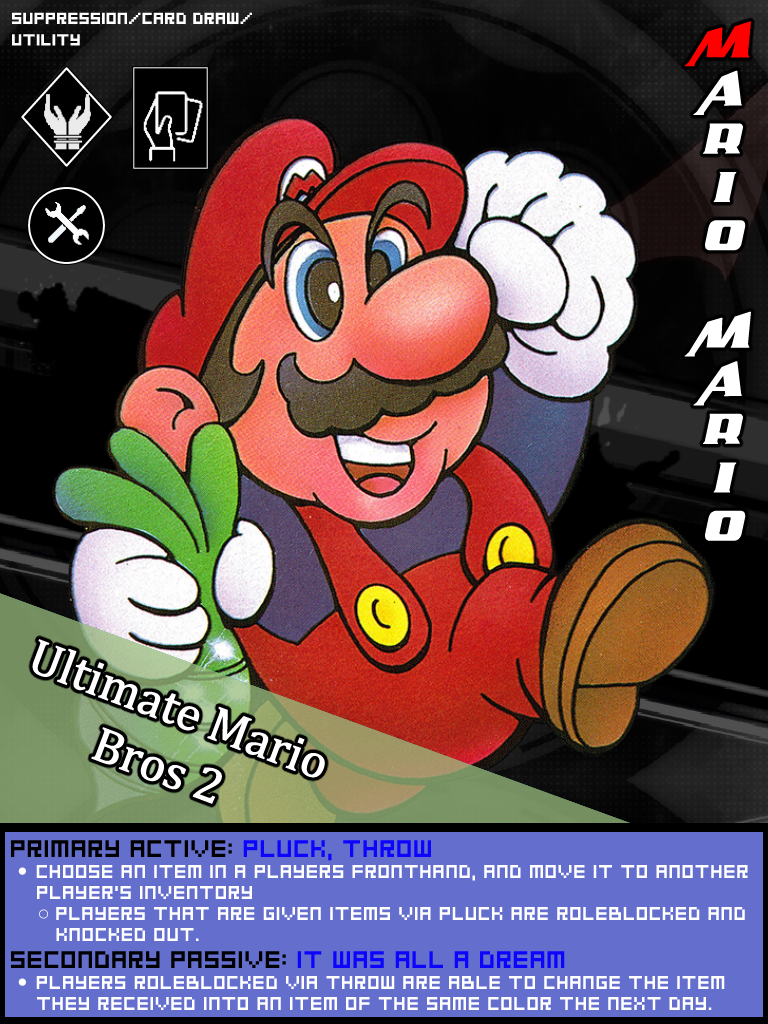 SUPPRESSION/CARD DRAW/
UTILITY
MARIO MARIO
M
Ultimate Mario
Bros 2
PRIMARY ACTIVE: PLUCK, THROW
• CHOOSE AN ITEM IN A PLAYERS FRONTHAND, AND MOVE IT TO ANOTHER
PLAYER'S INVENTORY
○ PLAYERS THAT ARE GIVEN ITEMS VIA PLUCK ARE ROLEBLOCKED AND
KNOCKED OUT.
SECONDARY PASSIVE: IT WAS ALL A DREAM
• PLAYERS ROLEBLOCKED VIA THROW ARE ABLE TO CHANGE THE ITEM
THEY RECEIVED INTO AN ITEM OF THE SAME COLOR THE NEXT DAY.